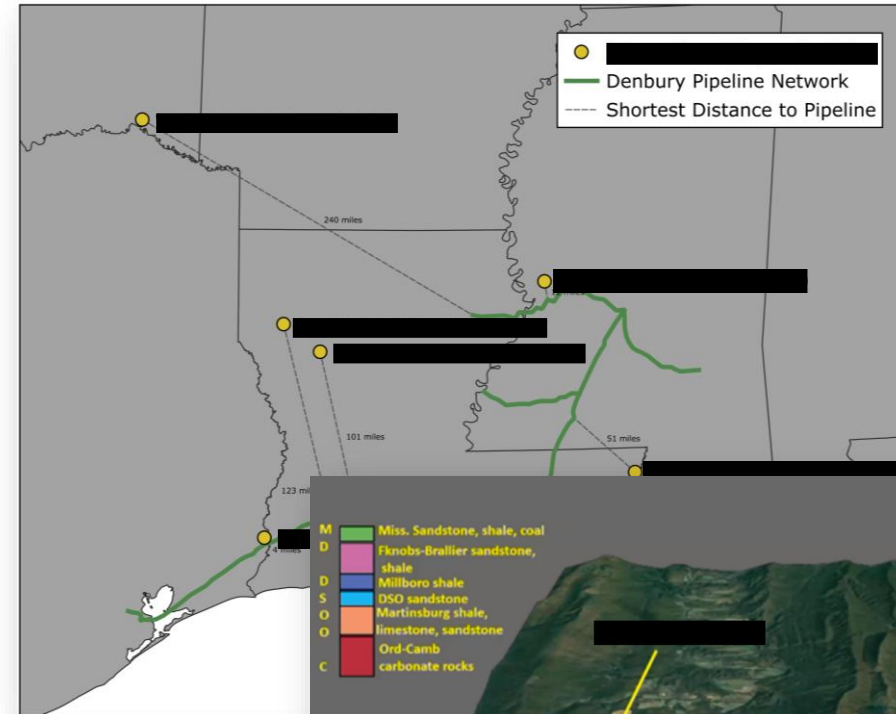 Denbury Pipeline Network
Shortest Distance to Pipeline
240 miles
51 miles
101 miles
123
4 miles
M Miss. Sandstone, shale, coal
D Fknobs-Brallier sandstone,
shale
D Millboro shale
S DSO sandstone
O Martinsburg shale,
O limestone, sandstone
Ord-Camb
C carbonate rocks